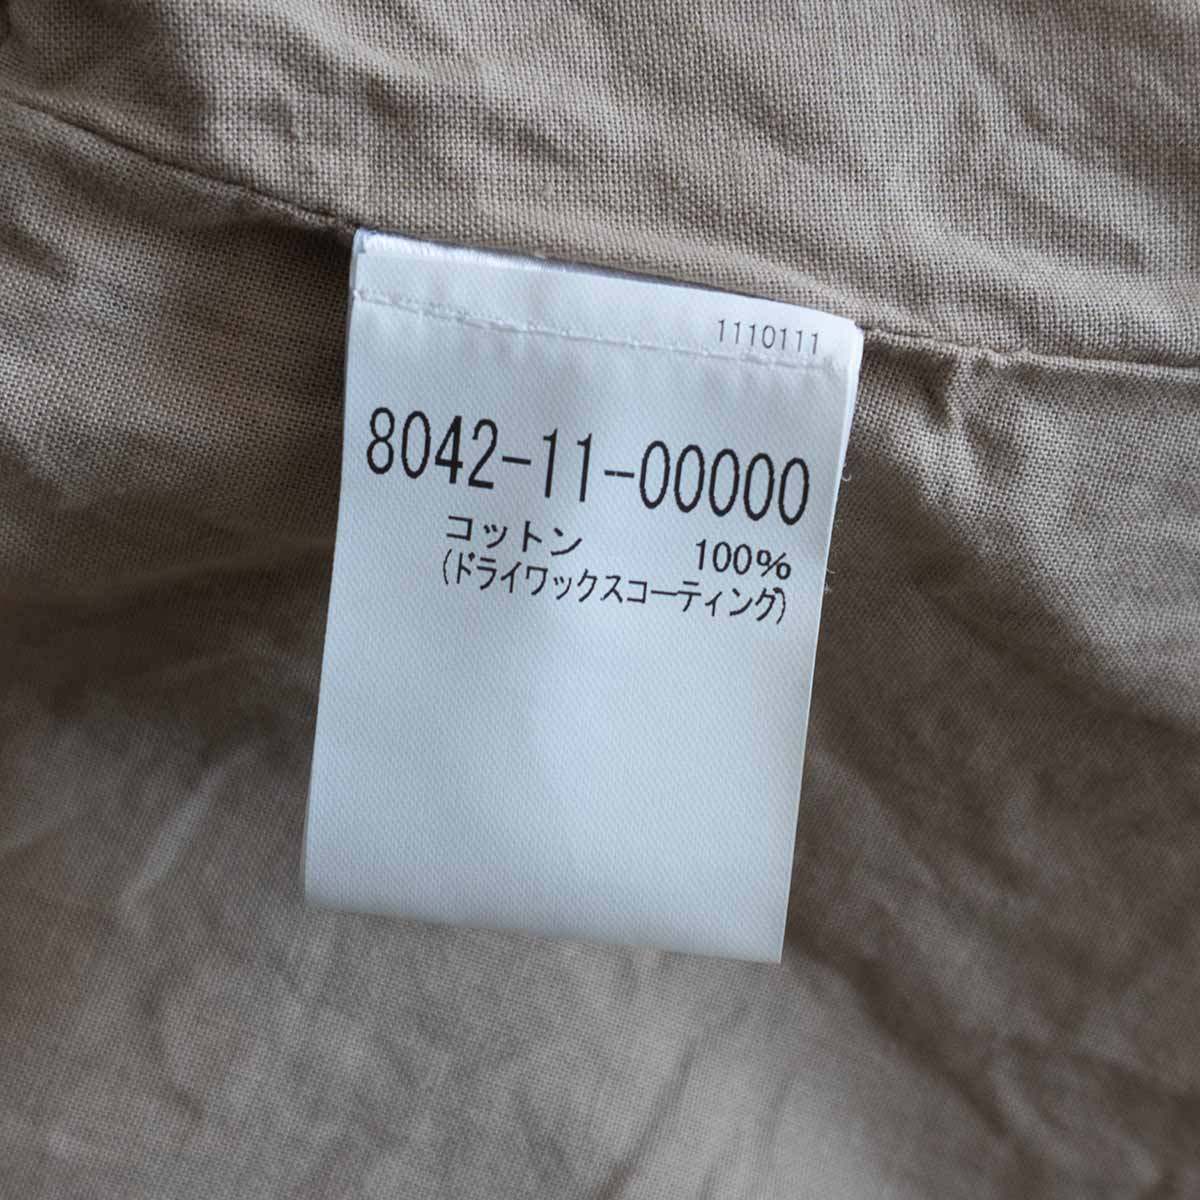 1110111
8042-11-00000
コットン 100%
(ドライワックスコーティング)